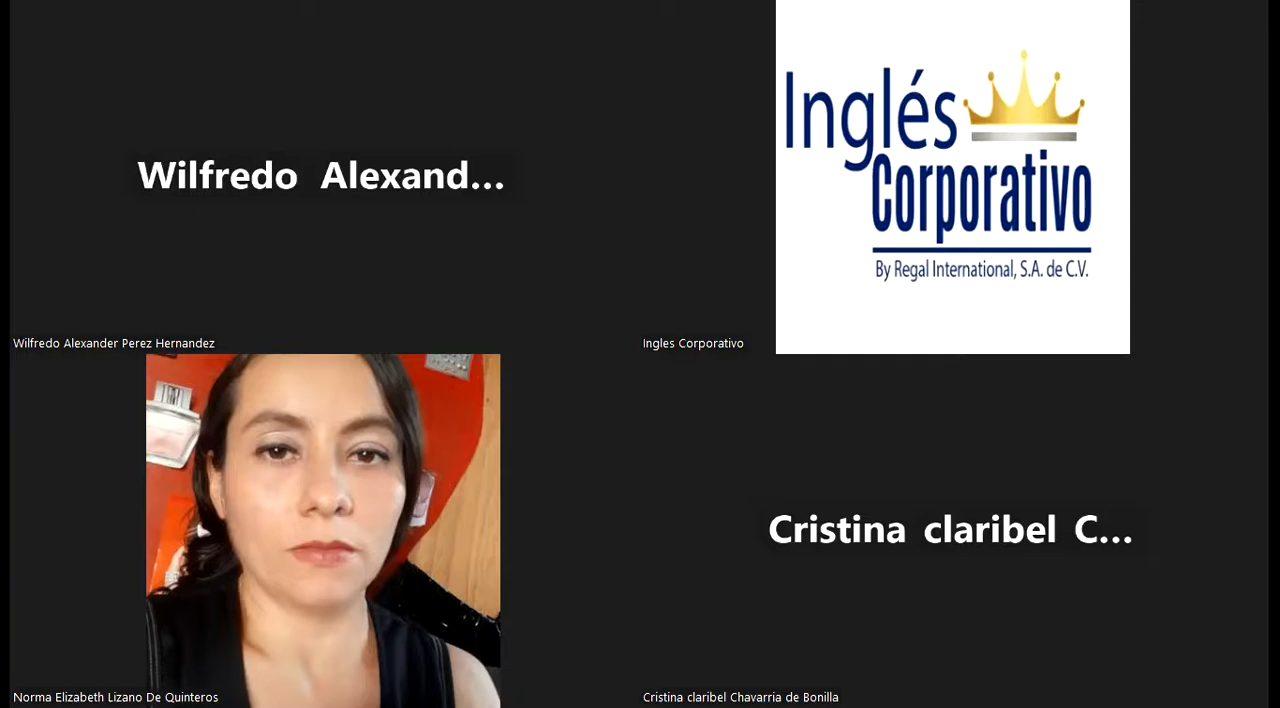 Wilfredo Alexand...
Inglés
Corporativo
By Regal International, S.A. de C.V.
Wilfredo Alexander Perez Hernandez
Ingles Corporativo
Cristina claribel C...
Norma Elizabeth Lizano De Quinteros
Cristina claribel Chavarria de Bonilla